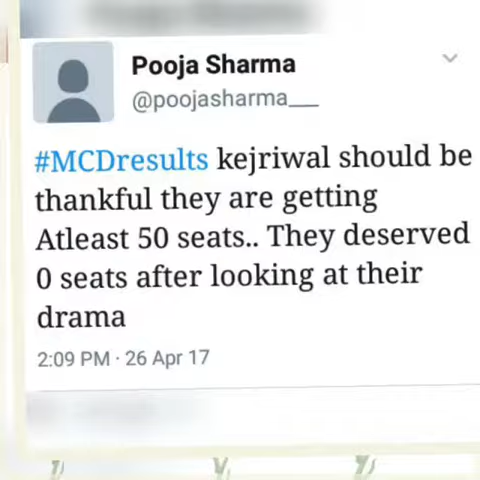 Pooja Sharma
@poojasharma___
#MCDresults kejriwal should be
thankful they are getting
Atleast 50 seats.. They deserved
0 seats after looking at their
drama
2:09 PM · 26 Apr 17